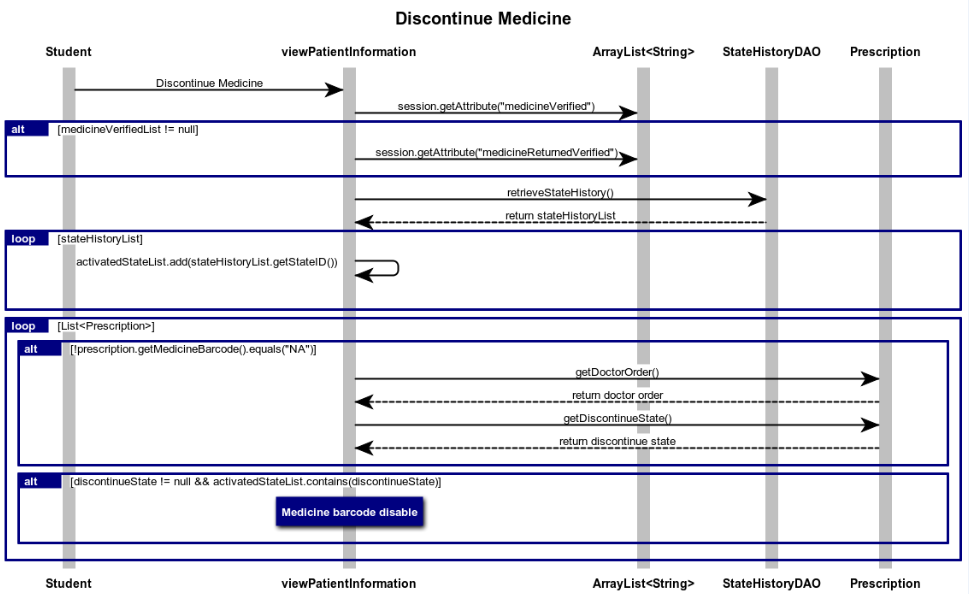 Discontinue Medicine
Student viewPatientInformation ArrayList<String> StateHistoryDAO Prescription
Discontinue Medicine
session.getAttribute("medicineVerified")
alt [medicineVerifiedList != null]
session.getAttribute("medicineReturnedVerified")
retrieveStateHistory()
return stateHistoryList
loop [stateHistoryList]
activatedStateList.add(stateHistoryList.getStateID())
loop [List<Prescription>]
alt [!prescription.getMedicineBarcode().equals("NA")]
getDoctorOrder()
return doctor order
getDiscontinueState()
return discontinue state
alt [discontinueState != null && activatedStateList.contains(discontinueState)]
Medicine barcode disable
Student viewPatientInformation ArrayList<String> StateHistoryDAO Prescription